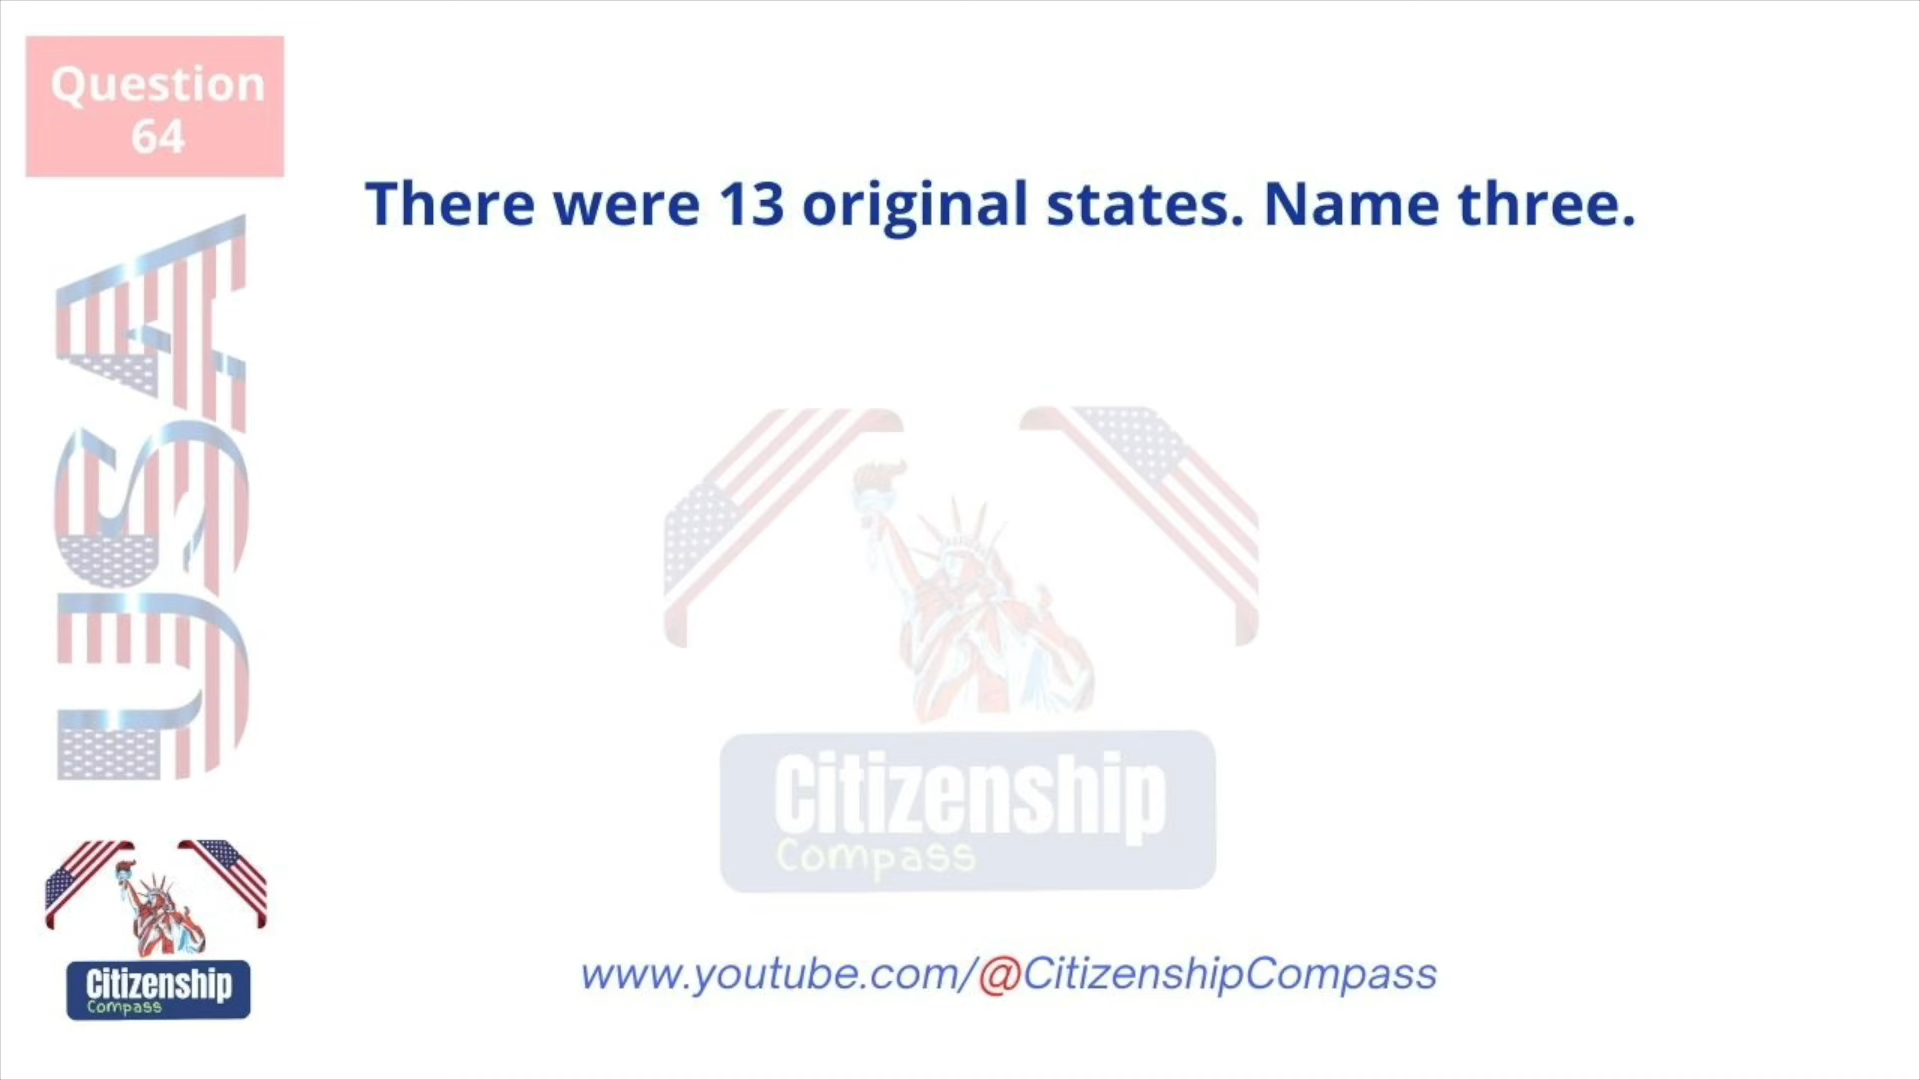 Question
64
There were 13 original states. Name three.
USA
Citizenship
Compass
www.youtube.com/@CitizenshipCompass
Citizenship
Compass